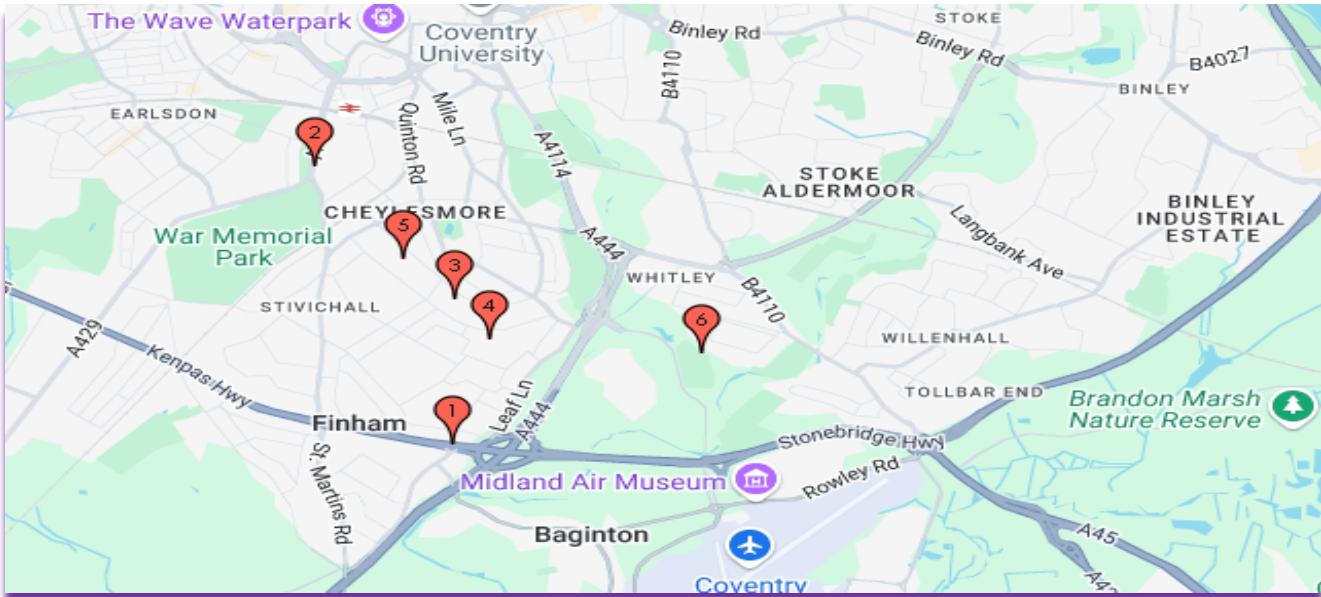 The Wave Waterpark
Coventry
University
Binley Rd
STOKE
Binley Rd
B4027
B4110
BINLEY
EARLSDON
Mile Ln
Quinton Rd
A4114
2
STOKE
ALDERMOOR
BINLEY
INDUSTRIAL
ESTATE
CHEYLESMORE
War Memorial
Park
5
A444
Langbank Ave
3
WHITLEY
STIVICHALL
4
B4110
6
A429
WILLENHALL
Kenpas Hwy
TOLLBAR END
Brandon Marsh
Nature Reserve
Finham
1
Leaf Ln
A444
Stonebridge Hwy
St. Martins Rd
Midland Air Museum
Rowley Rd
Baginton
A45
Coventry